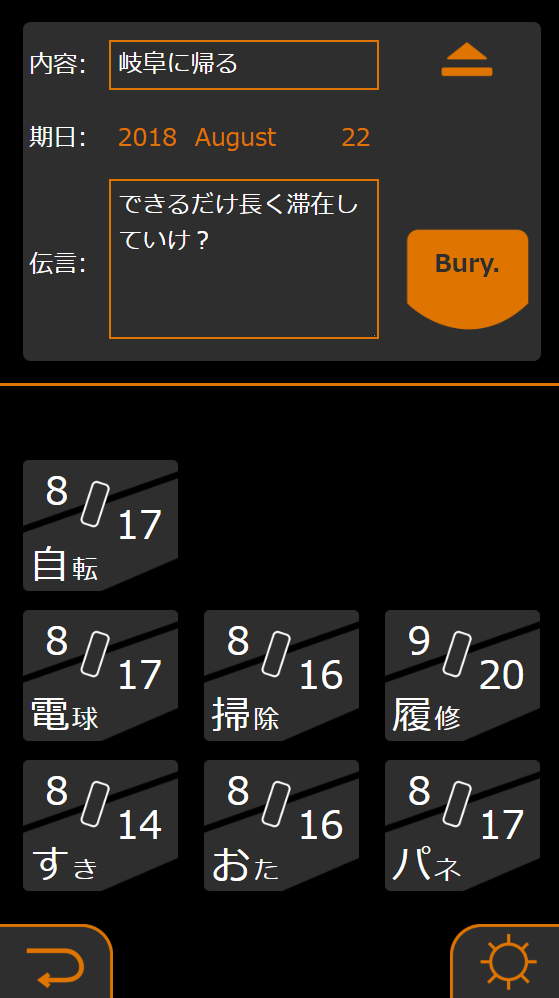 内容: 岐阜に帰る
期日: 2018 August 22
伝言: できるだけ長く滞在し
ていけ？
Bury.
8 17
自転
8 17
電球
8 16
掃除
9 20
履修
8 14
すき
8 16
おた
8 17
パネ